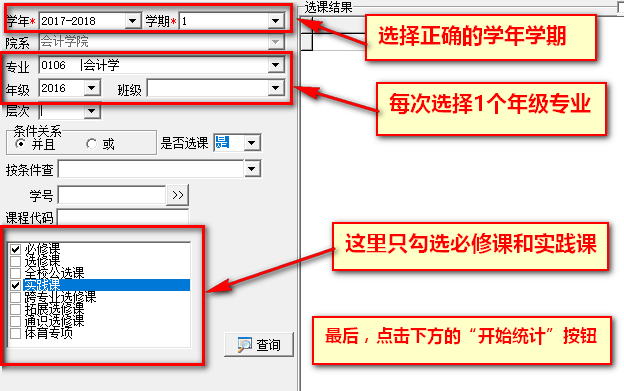 选课结果
学年* 2017-2018 学期* 1
院系 会计学院
专业 0106 |会计学
年级 2016 班级
层次
条件关系
并且 或 是否选课 是
按条件查
学号 >>
课程代码
必修课
选修课
全校公选课
实践课
跨专业选修课
拓展选修课
通识选修课
体育专项
查询
选择正确的学年学期
每次选择1个年级专业
这里只勾选必修课和实践课
最后，点击下方的“开始统计”按钮